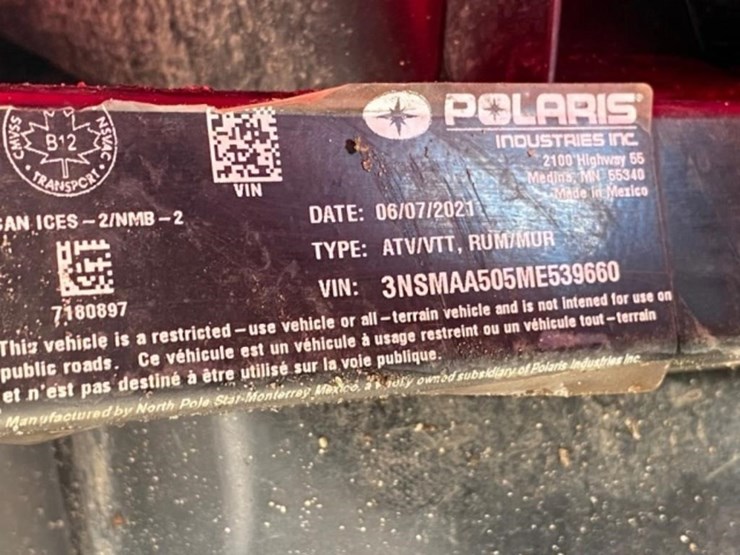 CMVSS
NSVAC
B12
TRANSPORT
VIN
POLARIS
INDUSTRIES INC
2100 Highway 55
Medina, MN 55340
Made in Mexico
CAN ICES-2/NMB-2
DATE: 06/07/2021
TYPE: ATV/VTT, RUM/MUR
VIN: 3NSMAA505ME539660
7180897
This vehicle is a restricted-use vehicle or all-terrain vehicle and is not intened for use on
public roads. Ce véhicule est un véhicule à usage restreint ou un véhicule tout-terrain
et n'est pas destiné à être utilisé sur la voie publique.
Manufactured by North Pole Star-Monterrey Mexico, a wholly owned subsidiary of Polaris Industries Inc